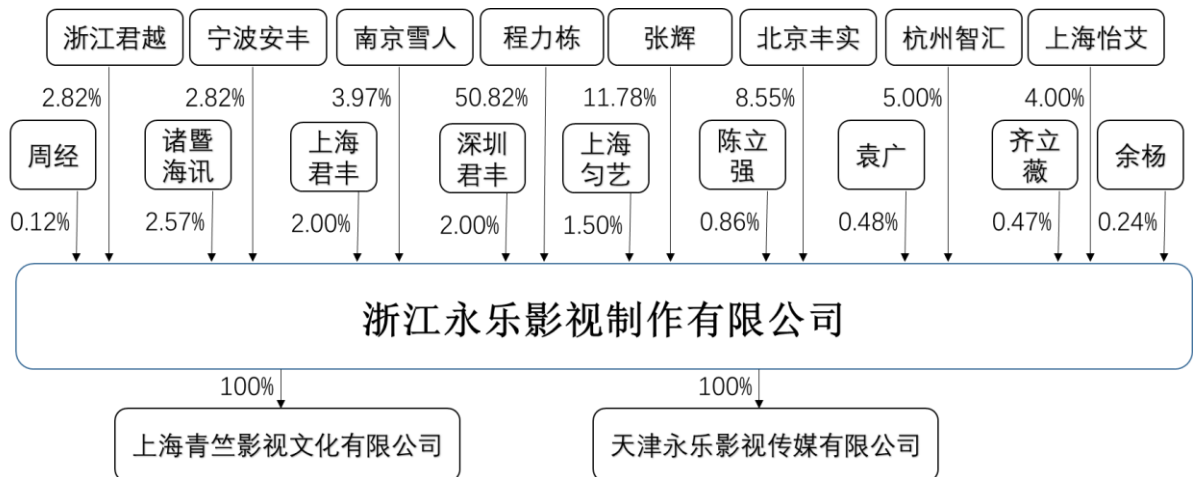 浙江君越
宁波安丰
南京雪人
程力栋
张辉
北京丰实
杭州智汇
上海怡艾
2.82%
2.82%
3.97%
50.82%
11.78%
8.55%
5.00%
4.00%
周经
诸暨
海讯
上海
君丰
深圳
君丰
上海
匀艺
陈立
强
袁广
齐立
薇
余杨
0.12%
2.57%
2.00%
2.00%
1.50%
0.86%
0.48%
0.47%
0.24%
浙江永乐影视制作有限公司
100%
100%
上海青竺影视文化有限公司
天津永乐影视传媒有限公司